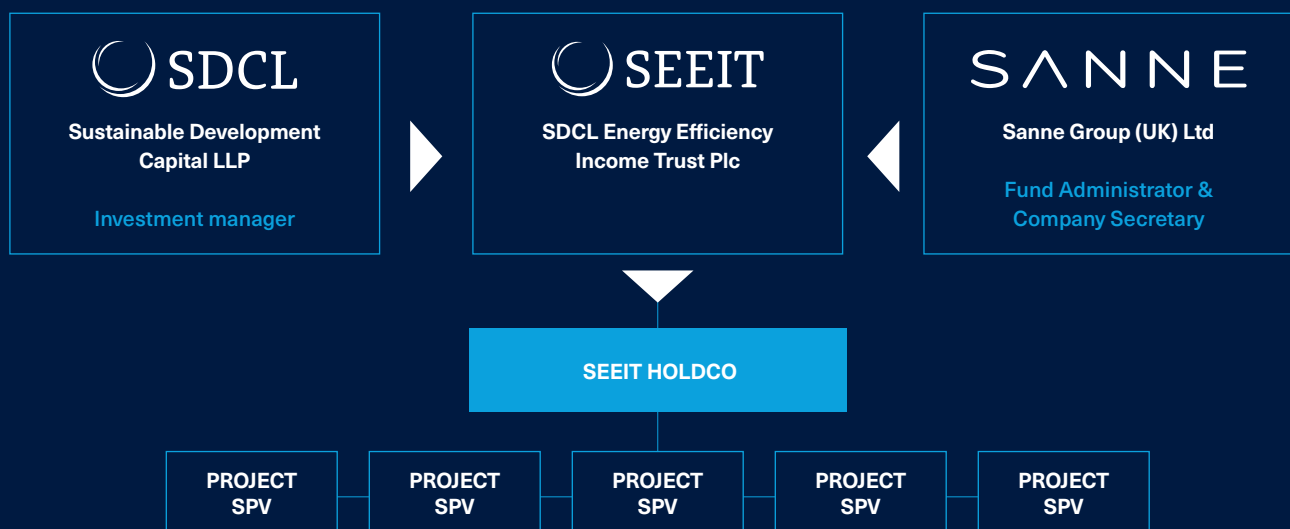 SDCL
Sustainable Development
Capital LLP
Investment manager
SEEIT
SDCL Energy Efficiency
Income Trust Plc
SANNE
Sanne Group (UK) Ltd
Fund Administrator &
Company Secretary
SEEIT HOLDCO
PROJECT
SPV
PROJECT
SPV
PROJECT
SPV
PROJECT
SPV
PROJECT
SPV